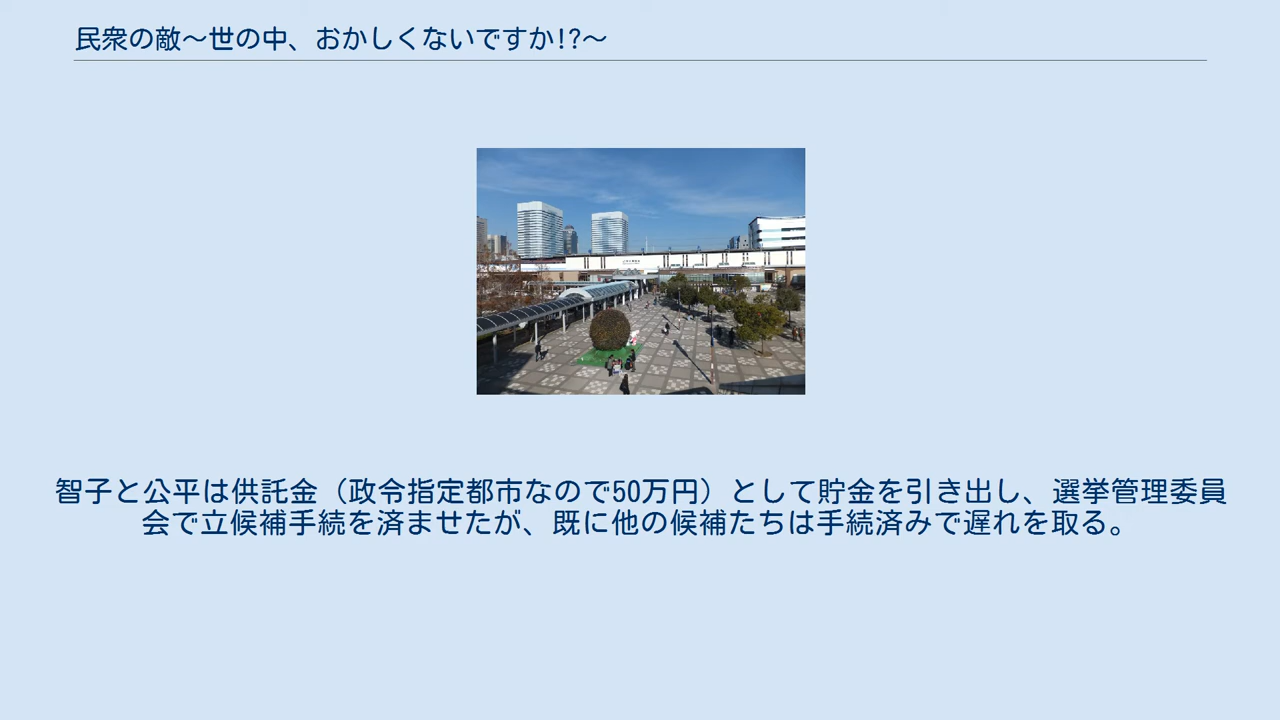 民衆の敵〜世の中、おかしくないですか!?〜
智子と公平は供託金（政令指定都市なので50万円）として貯金を引き出し、選挙管理委員
会で立候補手続を済ませたが、既に他の候補たちは手続済みで遅れを取る。